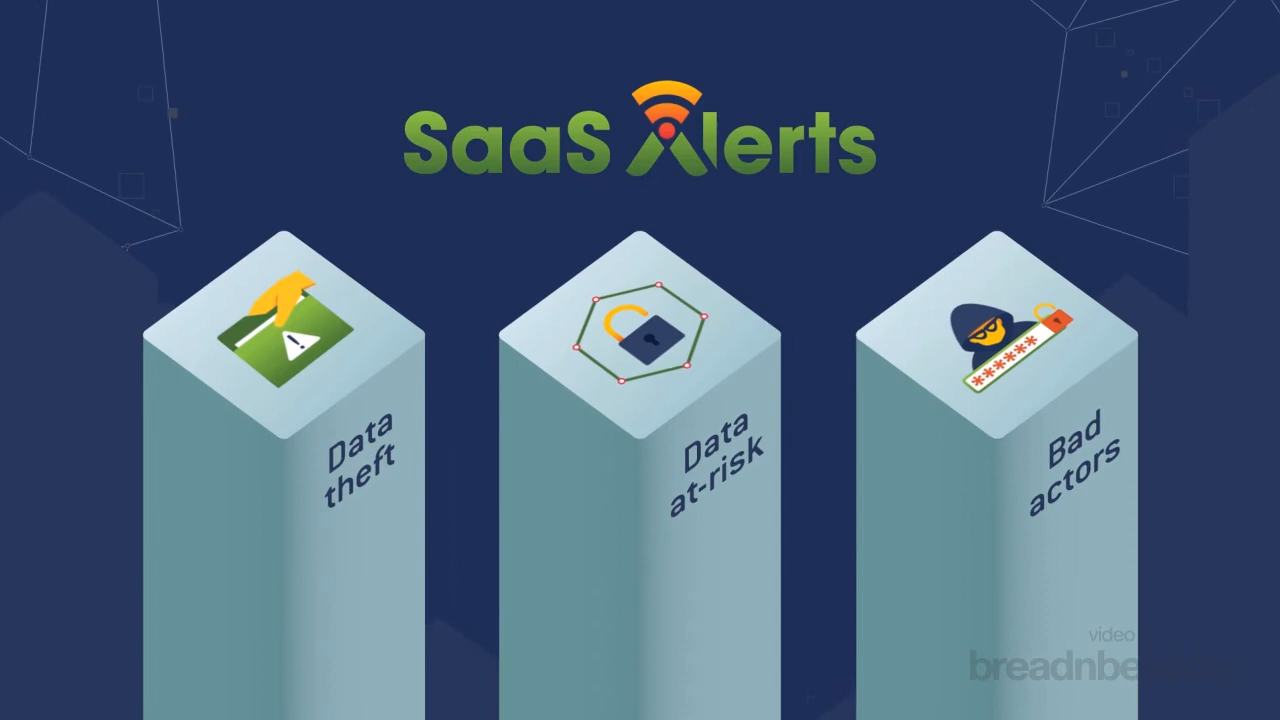 SaaS Alerts
Data
theft
Data
at-risk
Bad
actors
video